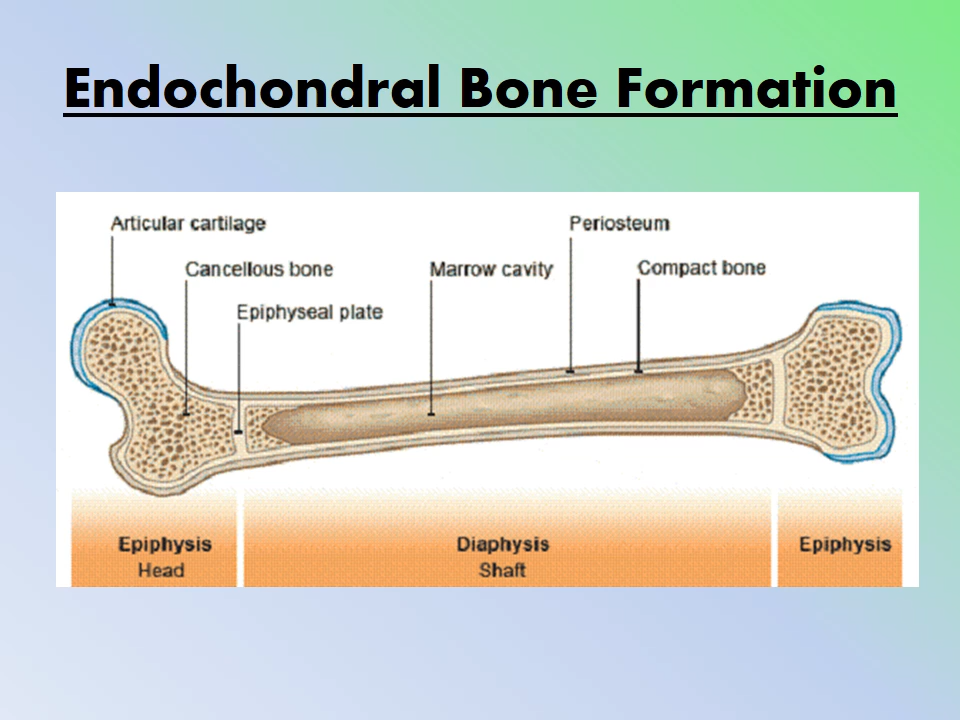 Endochondral Bone Formation
Articular cartilage
Periosteum
Cancellous bone
Marrow cavity
Compact bone
Epiphyseal plate
Epiphysis
Head
Diaphysis
Shaft
Epiphysis